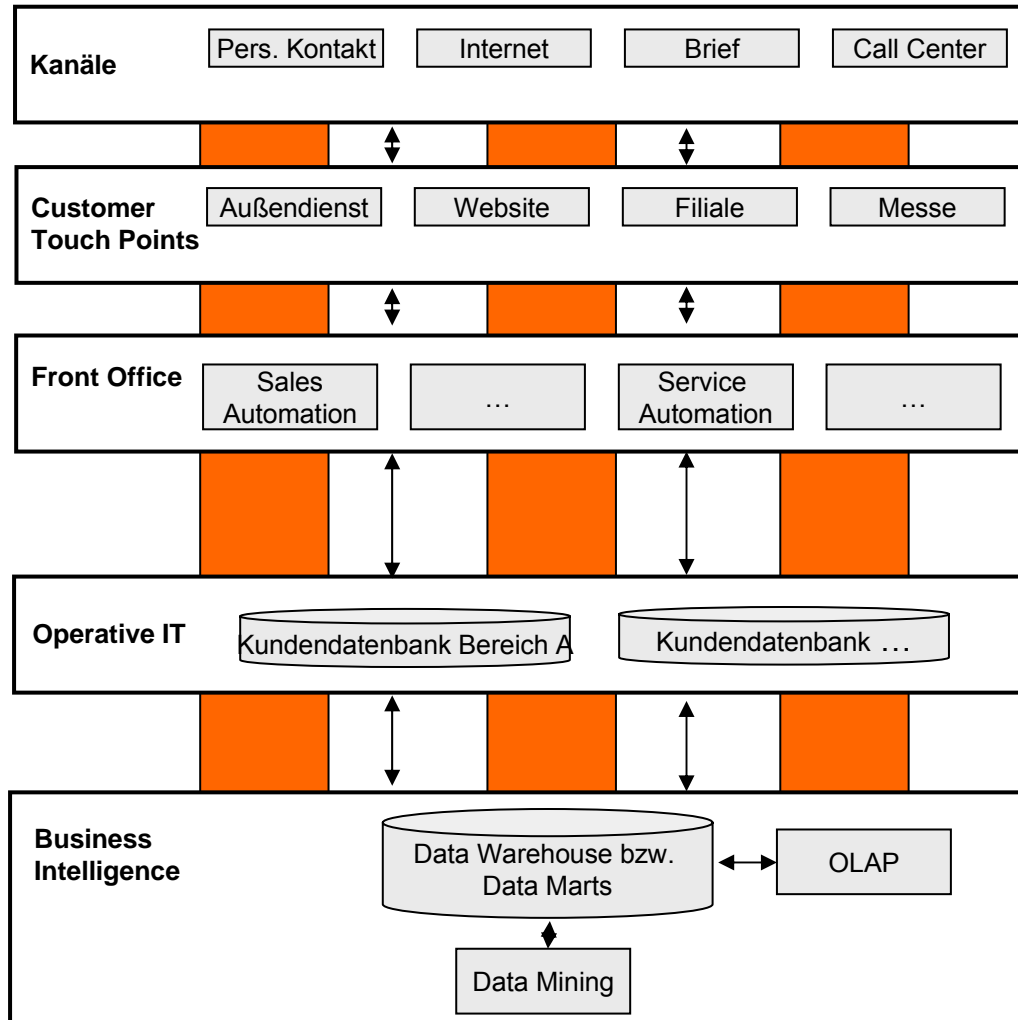 Kanäle
Pers. Kontakt
Internet
Brief
Call Center
Customer
Touch Points
Außendienst
Website
Filiale
Messe
Front Office
Sales
Automation
…
Service
Automation
…
Operative IT
Kundendatenbank Bereich A
Kundendatenbank …
Business
Intelligence
Data Warehouse bzw.
Data Marts
OLAP
Data Mining